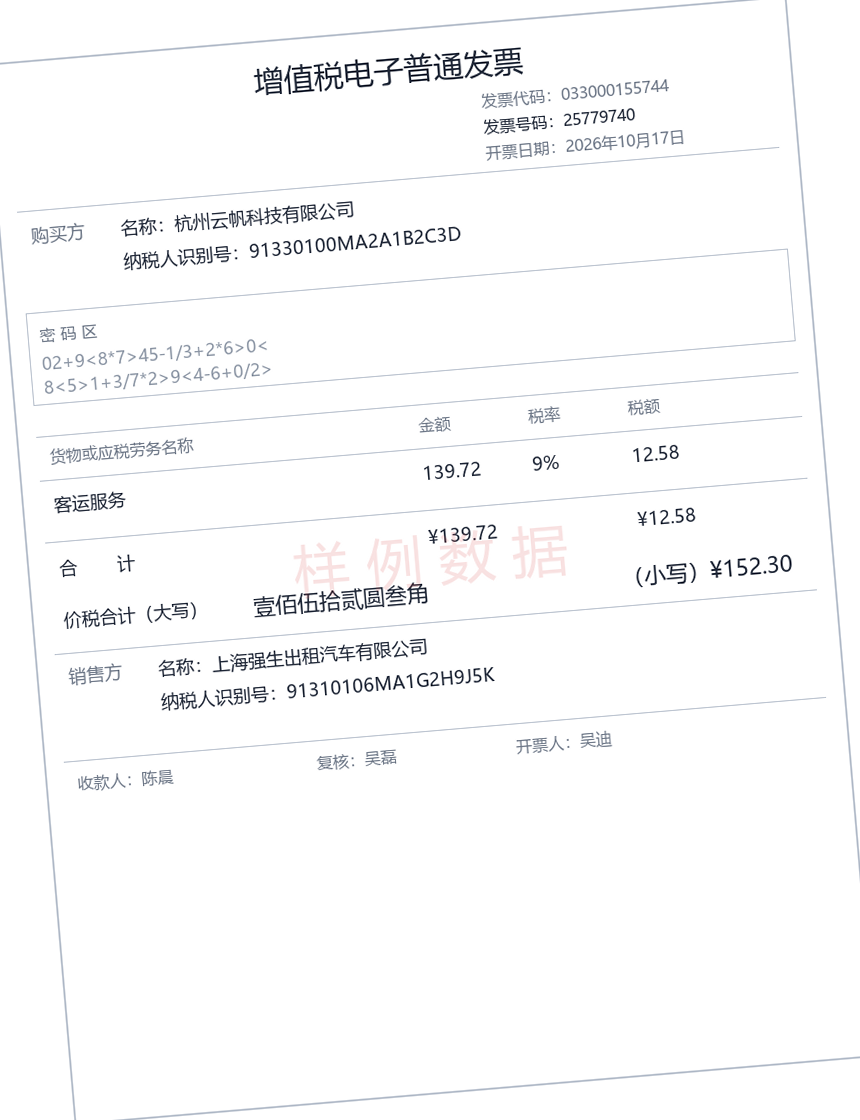 增值税电子普通发票
发票代码：033000155744
发票号码：25779740
开票日期：2026年10月17日
购买方
名称：杭州云帆科技有限公司
纳税人识别号：91330100MA2A1B2C3D
密码区
02+9<8*7>45-1/3+2*6>0<
8<5>1+3/7*2>9<4-6+0/2>
货物或应税劳务名称 金额 税率 税额
客运服务 139.72 9% 12.58
合计 ¥139.72 ¥12.58
样例数据
价税合计（大写） 壹佰伍拾贰圆叁角 （小写）¥152.30
销售方
名称：上海强生出租汽车有限公司
纳税人识别号：91310106MA1G2H9J5K
收款人：陈晨 复核：吴磊 开票人：吴迪